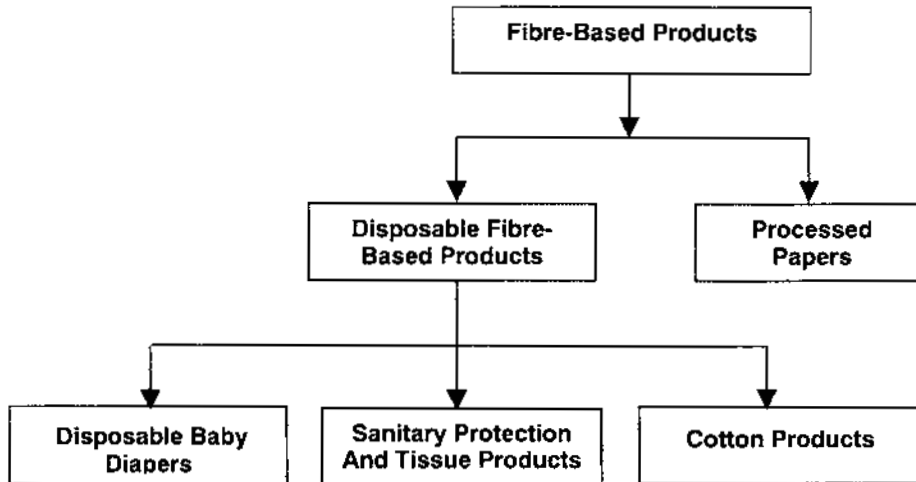 Fibre-Based Products
Disposable Fibre-
Based Products
Processed
Papers
Disposable Baby
Diapers
Sanitary Protection
And Tissue Products
Cotton Products